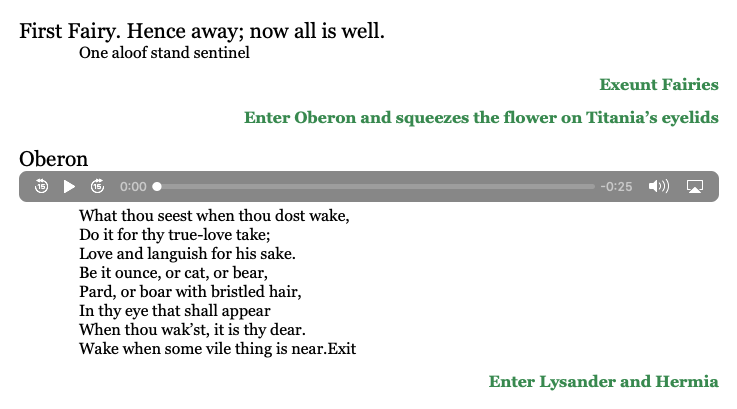 First Fairy. Hence away; now all is well.
One aloof stand sentinel
Exeunt Fairies
Enter Oberon and squeezes the flower on Titania’s eyelids
Oberon
15 15 0:00 -0:25
What thou seest when thou dost wake,
Do it for thy true-love take;
Love and languish for his sake.
Be it ounce, or cat, or bear,
Pard, or boar with bristled hair,
In thy eye that shall appear
When thou wak’st, it is thy dear.
Wake when some vile thing is near.Exit
Enter Lysander and Hermia